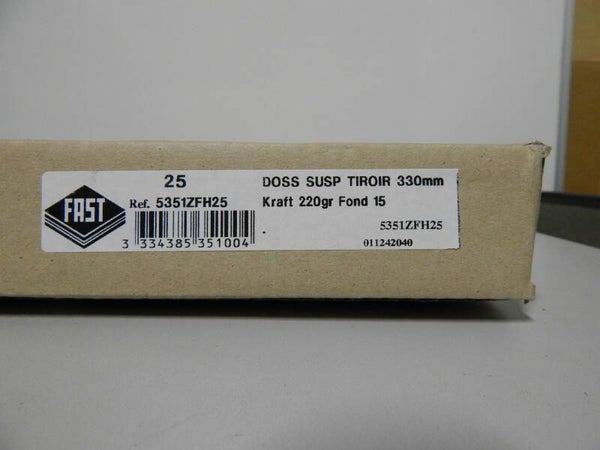 FAST
25
Ref. 5351ZFH25
3 334385 351004
DOSS SUSP TIROIR 330mm
Kraft 220gr Fond 15
.
5351ZFH25
011242040